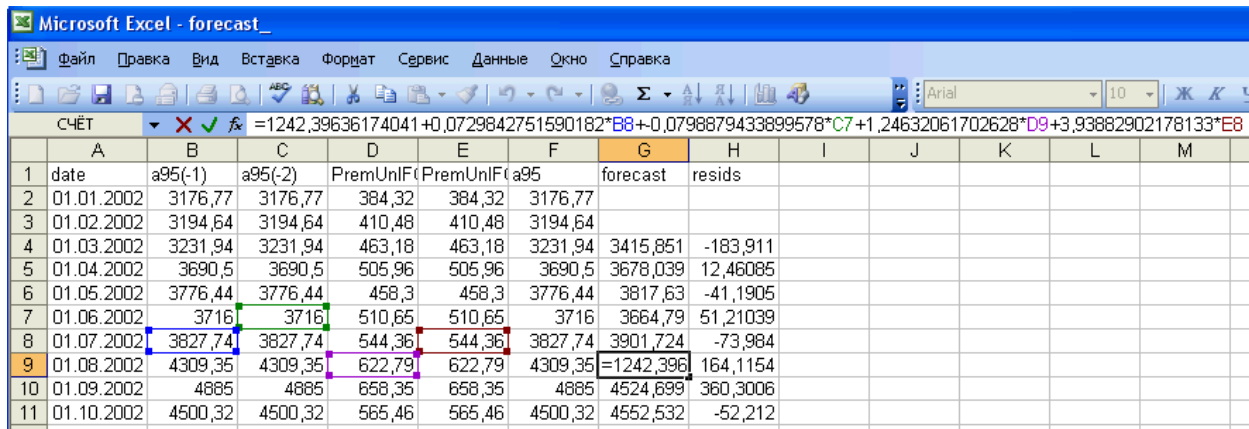 Microsoft Excel - forecast_
Файл Правка Вид Вставка Формат Сервис Данные Окно Справка
Arial 10 Ж К Ч
СЧЁТ =1242,39636174041+0,0729842751590182*B8+-0,0798879433899578*C7+1,24632061702628*D9+3,93882902178133*E8
A B C D E F G H I J K L M
1 date a95(-1) a95(-2) PremUnlF( PremUnlF( a95 forecast resids
2 01.01.2002 3176,77 3176,77 384,32 384,32 3176,77
3 01.02.2002 3194,64 3194,64 410,48 410,48 3194,64
4 01.03.2002 3231,94 3231,94 463,18 463,18 3231,94 3415,851 -183,911
5 01.04.2002 3690,5 3690,5 505,96 505,96 3690,5 3678,039 12,46085
6 01.05.2002 3776,44 3776,44 458,3 458,3 3776,44 3817,63 -41,1905
7 01.06.2002 3716 3716 510,65 510,65 3716 3664,79 51,21039
8 01.07.2002 3827,74 3827,74 544,36 544,36 3827,74 3901,724 -73,984
9 01.08.2002 4309,35 4309,35 622,79 622,79 4309,35 =1242,396 164,1154
10 01.09.2002 4885 4885 658,35 658,35 4885 4524,699 360,3006
11 01.10.2002 4500,32 4500,32 565,46 565,46 4500,32 4552,532 -52,212